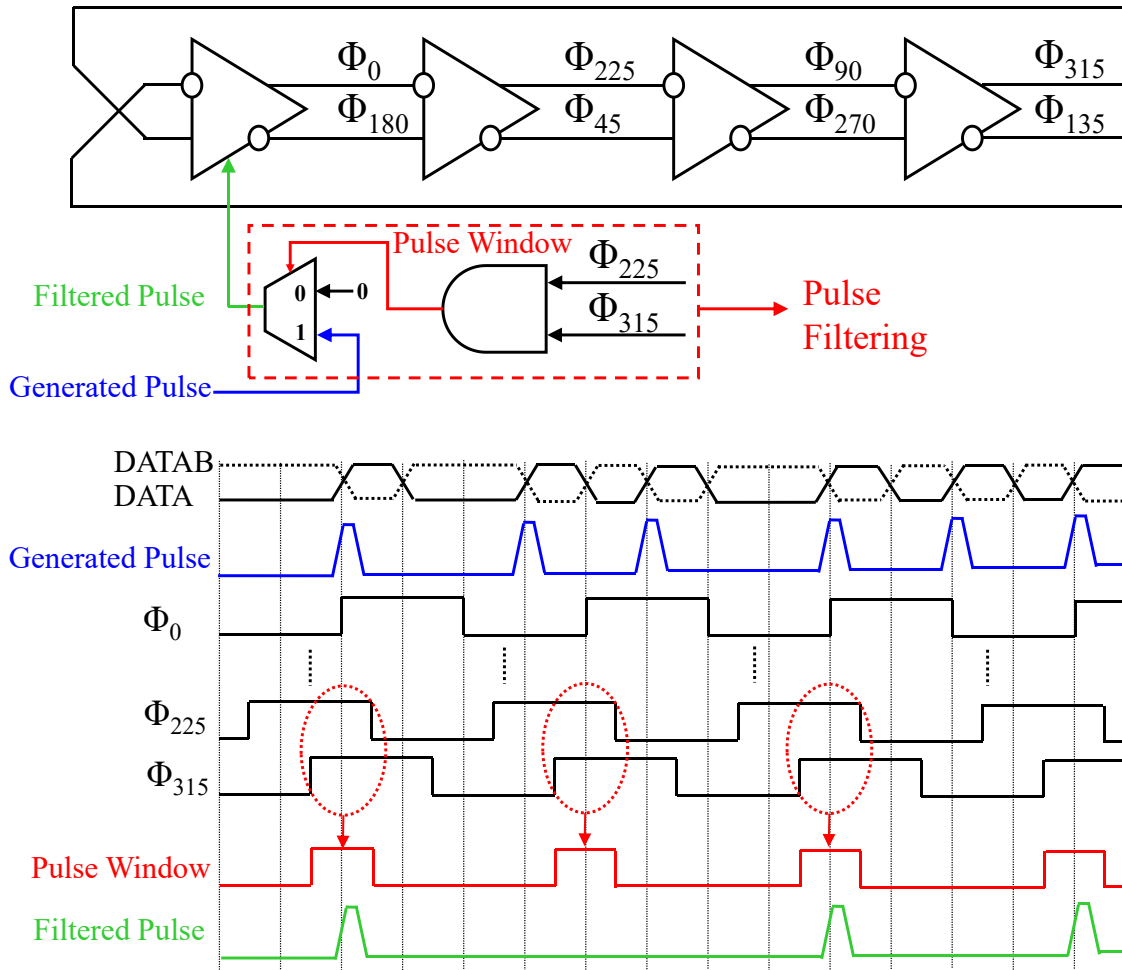 Φ0 Φ225 Φ90 Φ315
Φ180 Φ45 Φ270 Φ135
Pulse Window
Φ225
Filtered Pulse 0 0 Pulse
Φ315
1 Filtering
Generated Pulse
DATAB
DATA
Generated Pulse
Φ0
Φ225
Φ315
Pulse Window
Filtered Pulse